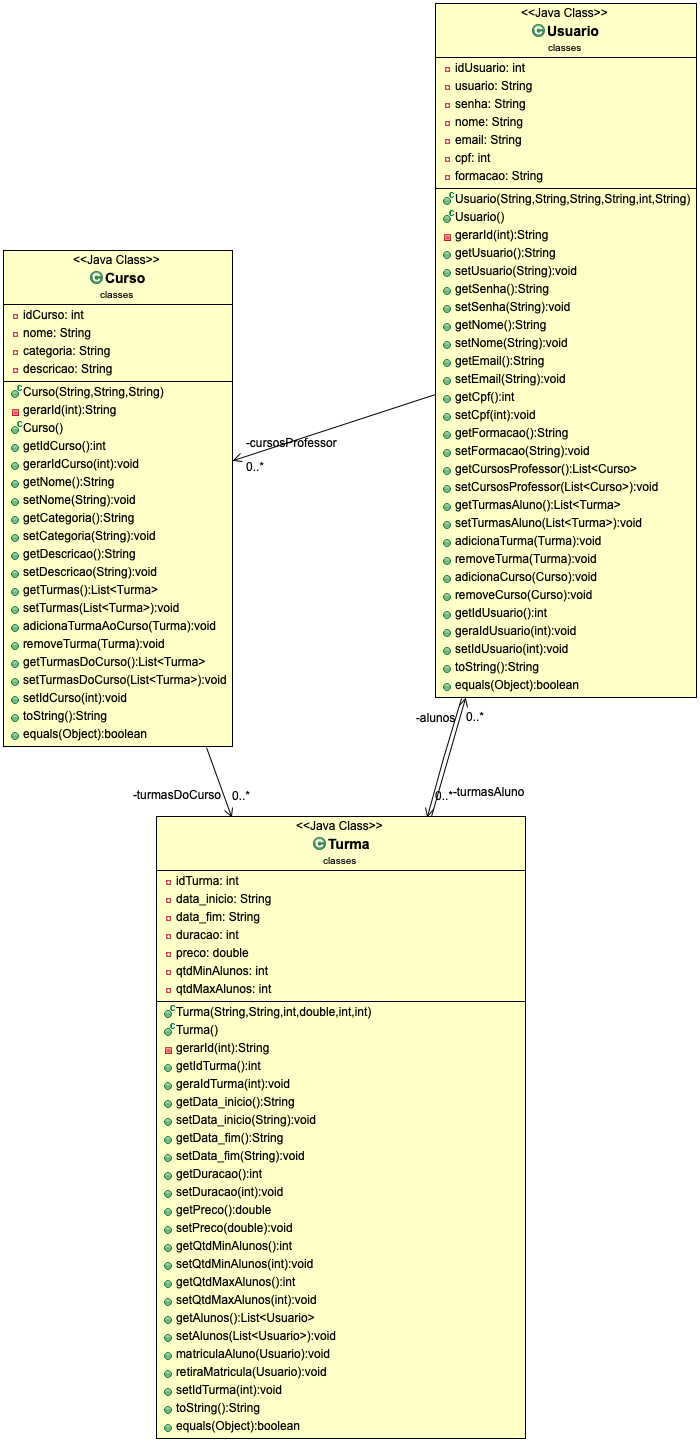 <<Java Class>>
Usuario
classes
idUsuario: int
usuario: String
senha: String
nome: String
email: String
cpf: int
formacao: String
Usuario(String,String,String,String,int,String)
Usuario()
gerarId(int):String
getUsuario():String
setUsuario(String):void
getSenha():String
setSenha(String):void
getNome():String
setNome(String):void
getEmail():String
setEmail(String):void
getCpf():int
setCpf(int):void
getFormacao():String
setFormacao(String):void
getCursosProfessor():List<Curso>
setCursosProfessor(List<Curso>):void
getTurmasAluno():List<Turma>
setTurmasAluno(List<Turma>):void
adicionaTurma(Turma):void
removeTurma(Turma):void
adicionaCurso(Curso):void
removeCurso(Curso):void
getIdUsuario():int
geraIdUsuario(int):void
setIdUsuario(int):void
toString():String
equals(Object):boolean
<<Java Class>>
Curso
classes
idCurso: int
nome: String
categoria: String
descricao: String
Curso(String,String,String)
gerarId(int):String
Curso()
getIdCurso():int
gerarIdCurso(int):void
getNome():String
setNome(String):void
getCategoria():String
setCategoria(String):void
getDescricao():String
setDescricao(String):void
getTurmas():List<Turma>
setTurmas(List<Turma>):void
adicionaTurmaAoCurso(Turma):void
removeTurma(Turma):void
getTurmasDoCurso():List<Turma>
setTurmasDoCurso(List<Turma>):void
setIdCurso(int):void
toString():String
equals(Object):boolean
-cursosProfessor
0..*
-alunos
0..*
-turmasDoCurso
0..*
0..*
-turmasAluno
<<Java Class>>
Turma
classes
idTurma: int
data_inicio: String
data_fim: String
duracao: int
preco: double
qtdMinAlunos: int
qtdMaxAlunos: int
Turma(String,String,int,double,int,int)
Turma()
gerarId(int):String
getIdTurma():int
geraIdTurma(int):void
getData_inicio():String
setData_inicio(String):void
getData_fim():String
setData_fim(String):void
getDuracao():int
setDuracao(int):void
getPreco():double
setPreco(double):void
getQtdMinAlunos():int
setQtdMinAlunos(int):void
getQtdMaxAlunos():int
setQtdMaxAlunos(int):void
getAlunos():List<Usuario>
setAlunos(List<Usuario>):void
matriculaAluno(Usuario):void
retiraMatricula(Usuario):void
setIdTurma(int):void
toString():String
equals(Object):boolean